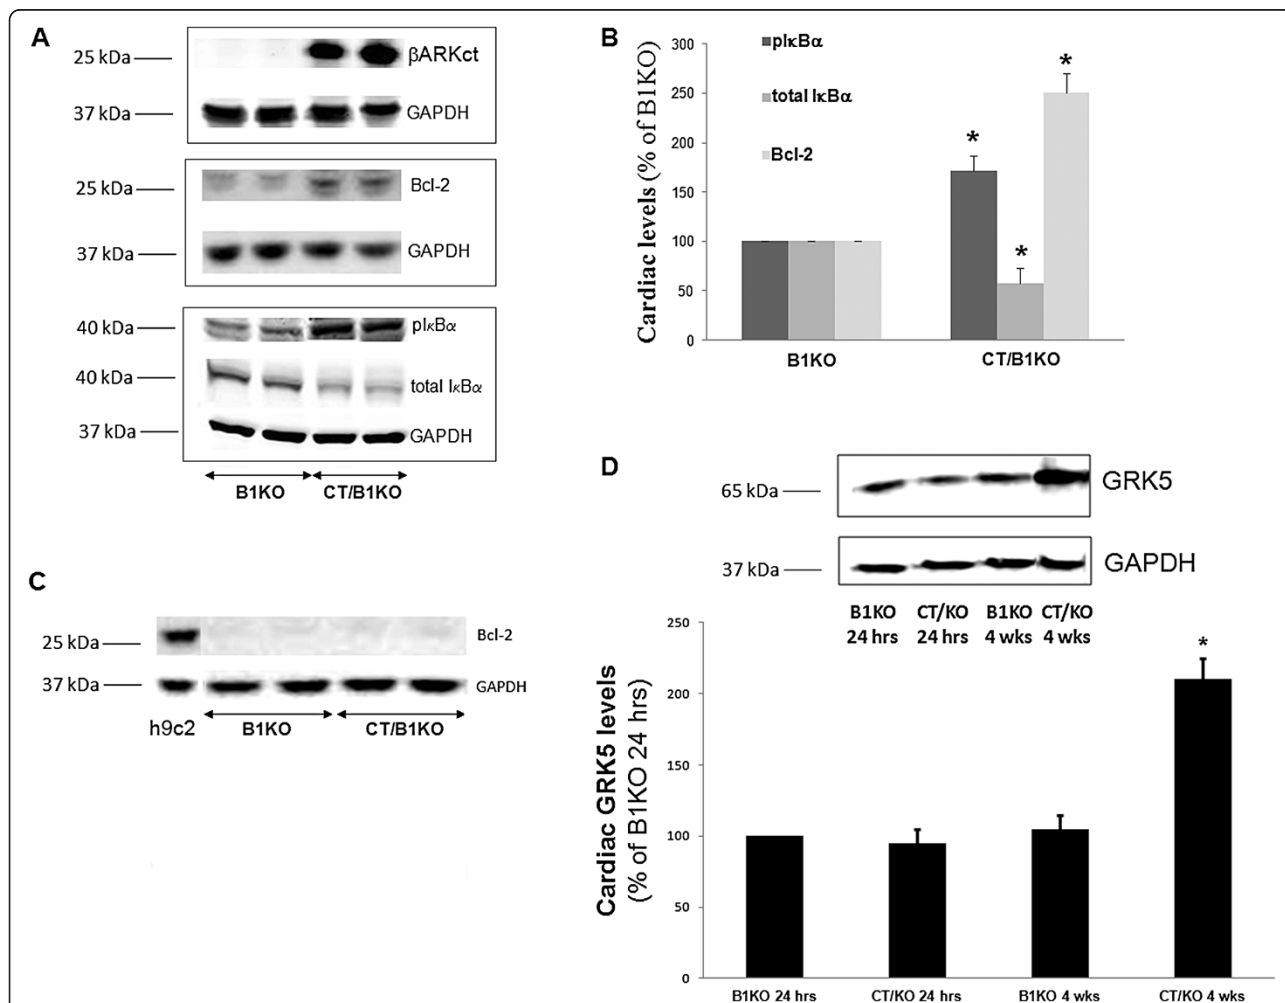 A
25 kDa
βARKct
37 kDa
GAPDH
25 kDa
Bcl-2
37 kDa
GAPDH
40 kDa
pIκBα
40 kDa
total IκBα
37 kDa
GAPDH
B1KO
CT/B1KO
B
Cardiac levels (% of B1KO)
300
250
200
150
100
50
0
pIκBα
total IκBα
Bcl-2
*
*
*
B1KO
CT/B1KO
C
25 kDa
Bcl-2
37 kDa
GAPDH
h9c2
B1KO
CT/B1KO
D
65 kDa
GRK5
37 kDa
GAPDH
B1KO CT/KO B1KO CT/KO
24 hrs 24 hrs 4 wks 4 wks
Cardiac GRK5 levels
(% of B1KO 24 hrs)
250
200
150
100
50
0
*
B1KO 24 hrs
CT/KO 24 hrs
B1KO 4 wks
CT/KO 4 wks